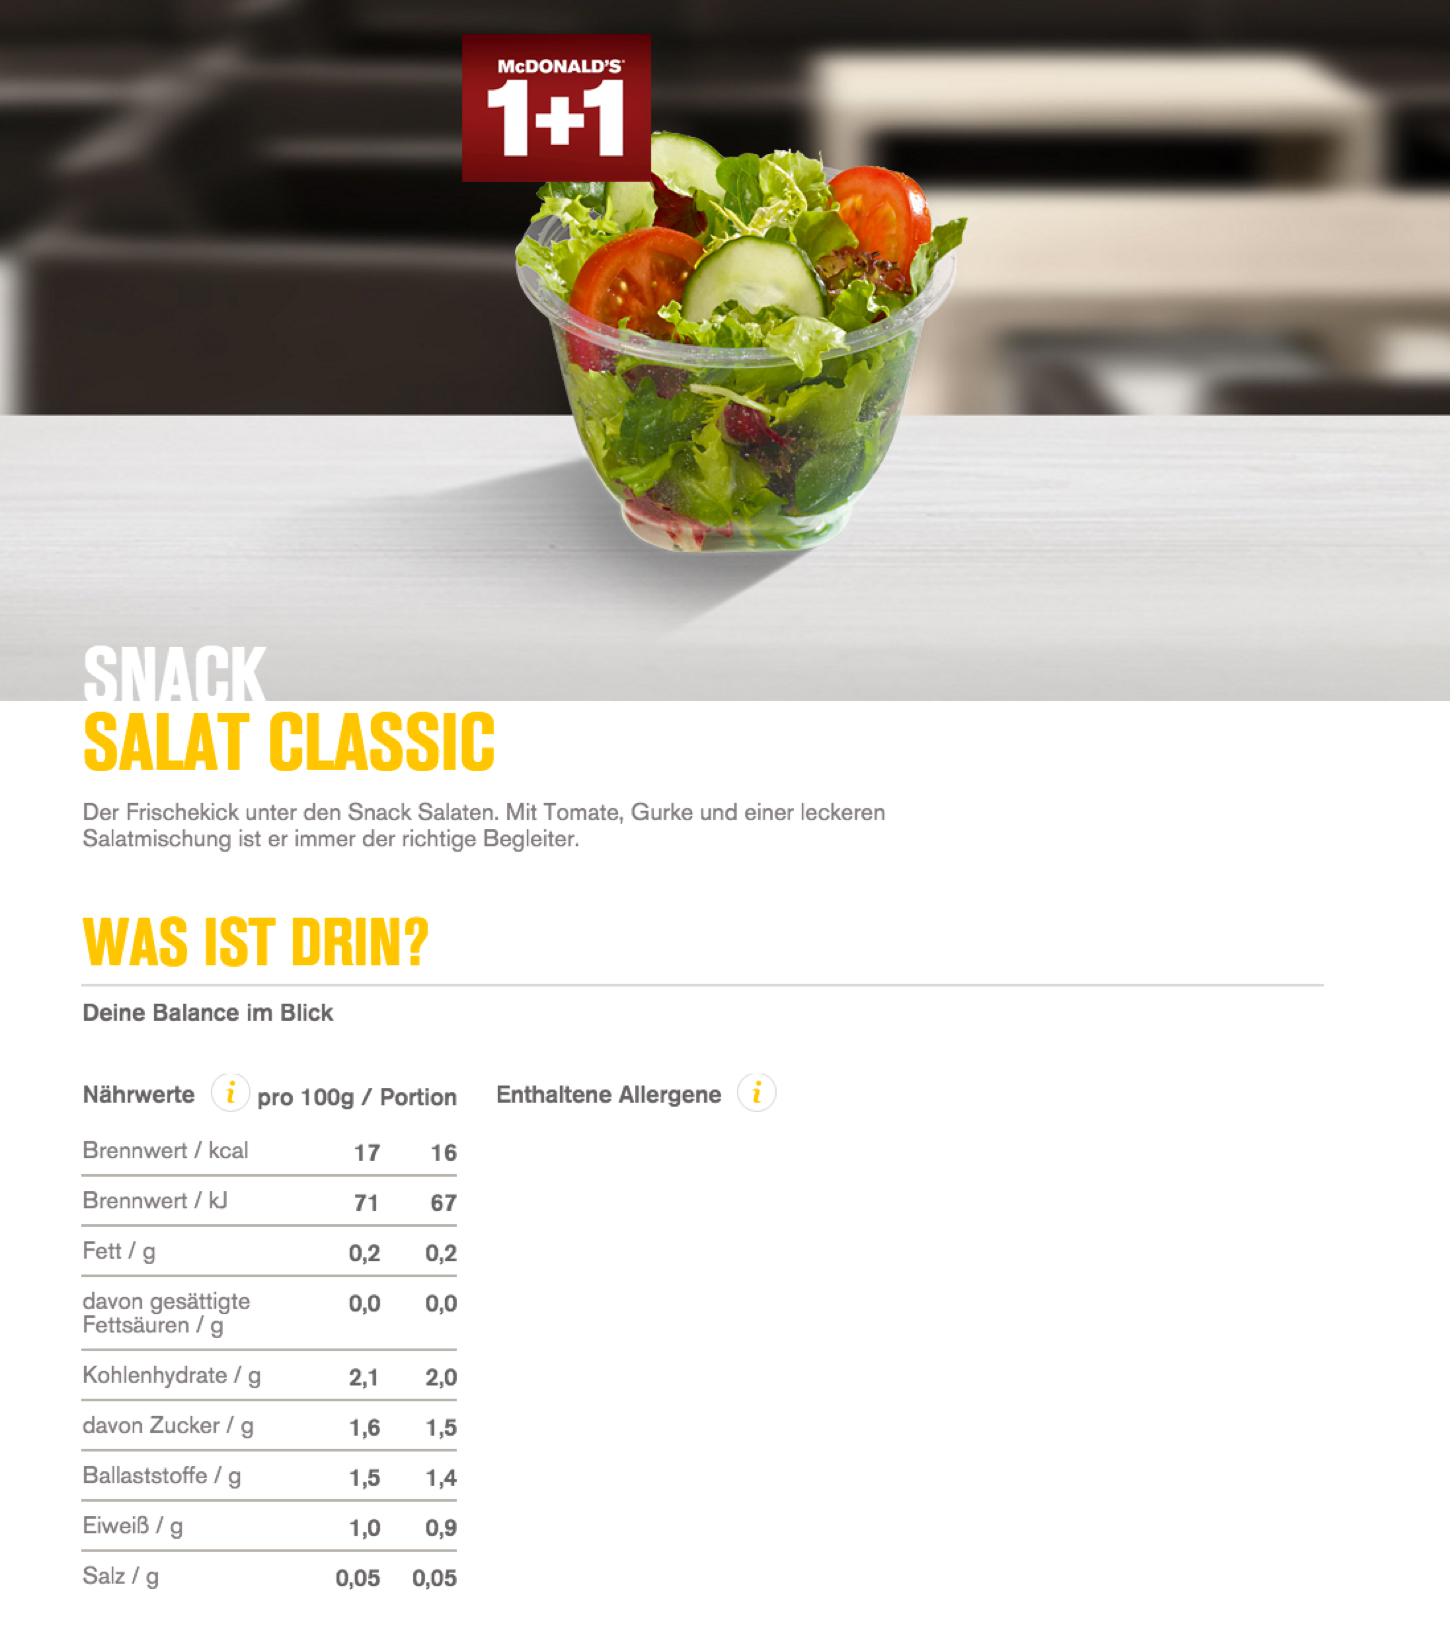 McDONALD'S
1+1
SNACK
SALAT CLASSIC
Der Frischekick unter den Snack Salaten. Mit Tomate, Gurke und einer leckeren
Salatmischung ist er immer der richtige Begleiter.
WAS IST DRIN?
Deine Balance im Blick
Nährwerte i pro 100g / Portion Enthaltene Allergene i
Brennwert / kcal 17 16
Brennwert / kJ 71 67
Fett / g 0,2 0,2
davon gesättigte 0,0 0,0
Fettsäuren / g
Kohlenhydrate / g 2,1 2,0
davon Zucker / g 1,6 1,5
Ballaststoffe / g 1,5 1,4
Eiweiß / g 1,0 0,9
Salz / g 0,05 0,05